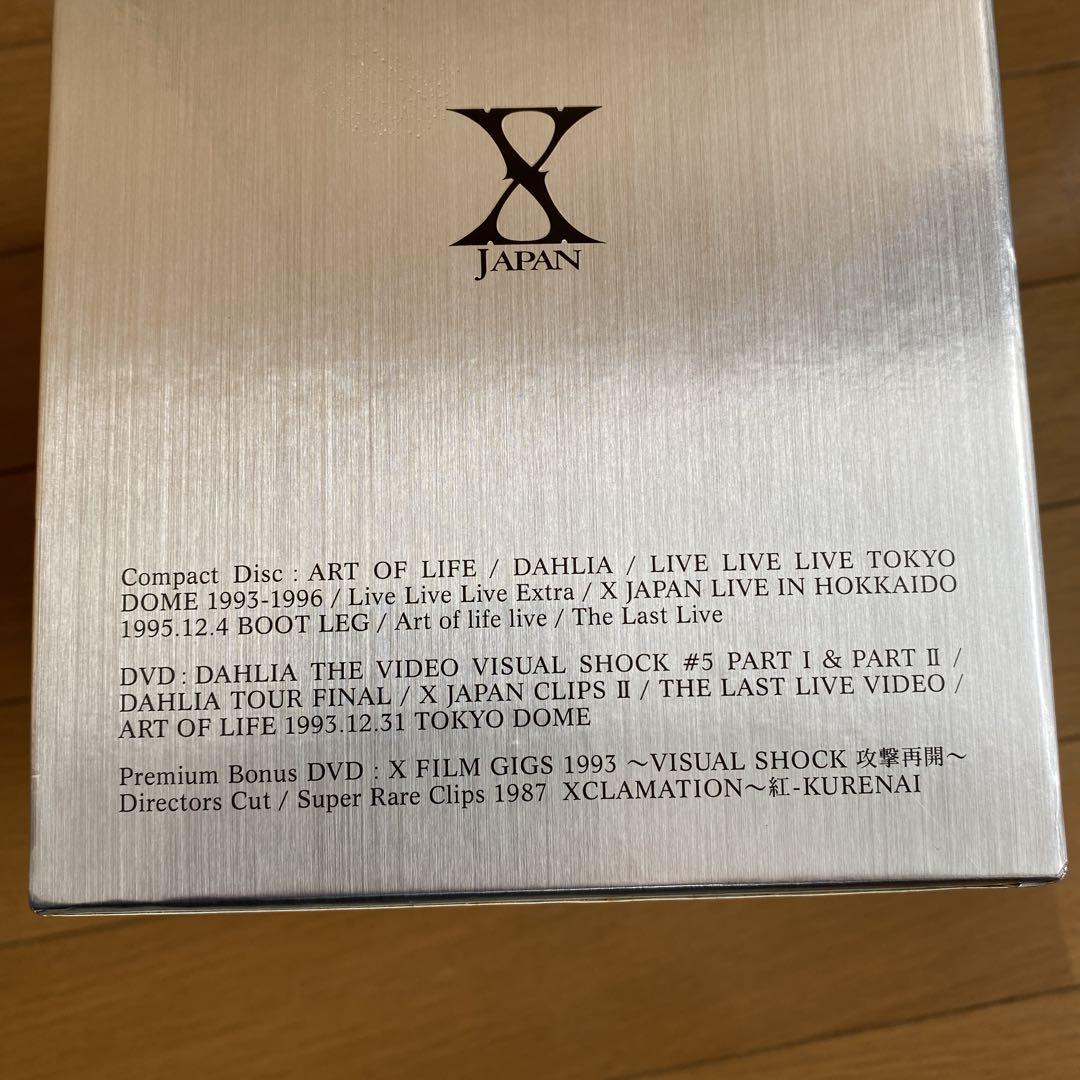 X
JAPAN
Compact Disc : ART OF LIFE / DAHLIA / LIVE LIVE LIVE TOKYO
DOME 1993-1996 / Live Live Live Extra / X JAPAN LIVE IN HOKKAIDO
1995.12.4 BOOT LEG / Art of life live / The Last Live
DVD : DAHLIA THE VIDEO VISUAL SHOCK #5 PART I & PART II /
DAHLIA TOUR FINAL / X JAPAN CLIPS II / THE LAST LIVE VIDEO /
ART OF LIFE 1993.12.31 TOKYO DOME
Premium Bonus DVD : X FILM GIGS 1993 ～VISUAL SHOCK 攻撃再開～
Directors Cut / Super Rare Clips 1987 XCLAMATION～紅-KURENAI